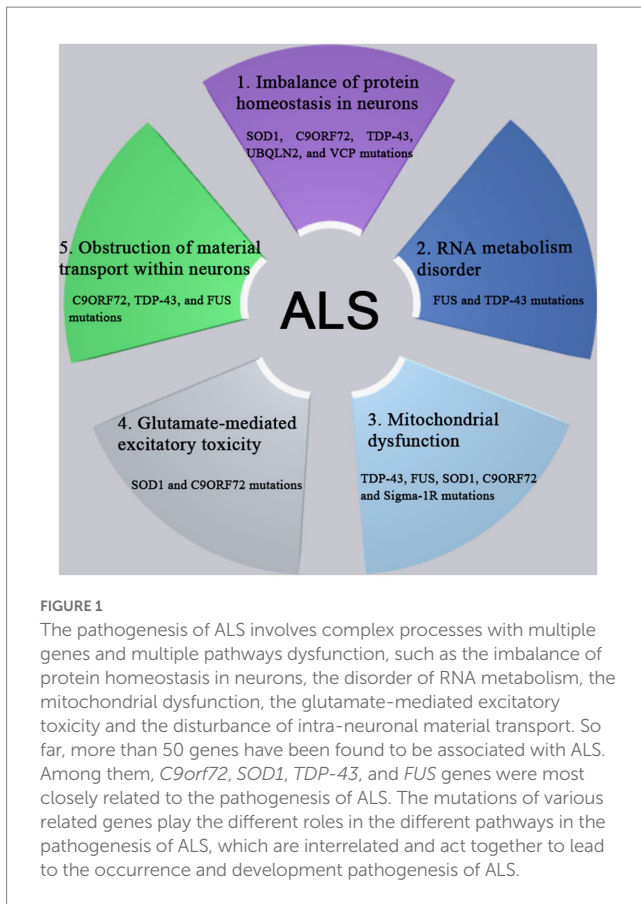 1. Imbalance of protein
homeostasis in neurons
SOD1, C9ORF72, TDP-43,
UBQLN2, and VCP mutations
2. RNA metabolism
disorder
FUS and TDP-43 mutations
3. Mitochondrial
dysfunction
TDP-43, FUS, SOD1, C9ORF72
and Sigma-1R mutations
4. Glutamate-mediated
excitatory toxicity
SOD1 and C9ORF72 mutations
5. Obstruction of material
transport within neurons
C9ORF72, TDP-43, and FUS
mutations
ALS
FIGURE 1
The pathogenesis of ALS involves complex processes with multiple
genes and multiple pathways dysfunction, such as the imbalance of
protein homeostasis in neurons, the disorder of RNA metabolism, the
mitochondrial dysfunction, the glutamate-mediated excitatory
toxicity and the disturbance of intra-neuronal material transport. So
far, more than 50 genes have been found to be associated with ALS.
Among them, C9orf72, SOD1, TDP-43, and FUS genes were most
closely related to the pathogenesis of ALS. The mutations of various
related genes play the different roles in the different pathways in the
pathogenesis of ALS, which are interrelated and act together to lead
to the occurrence and development pathogenesis of ALS.